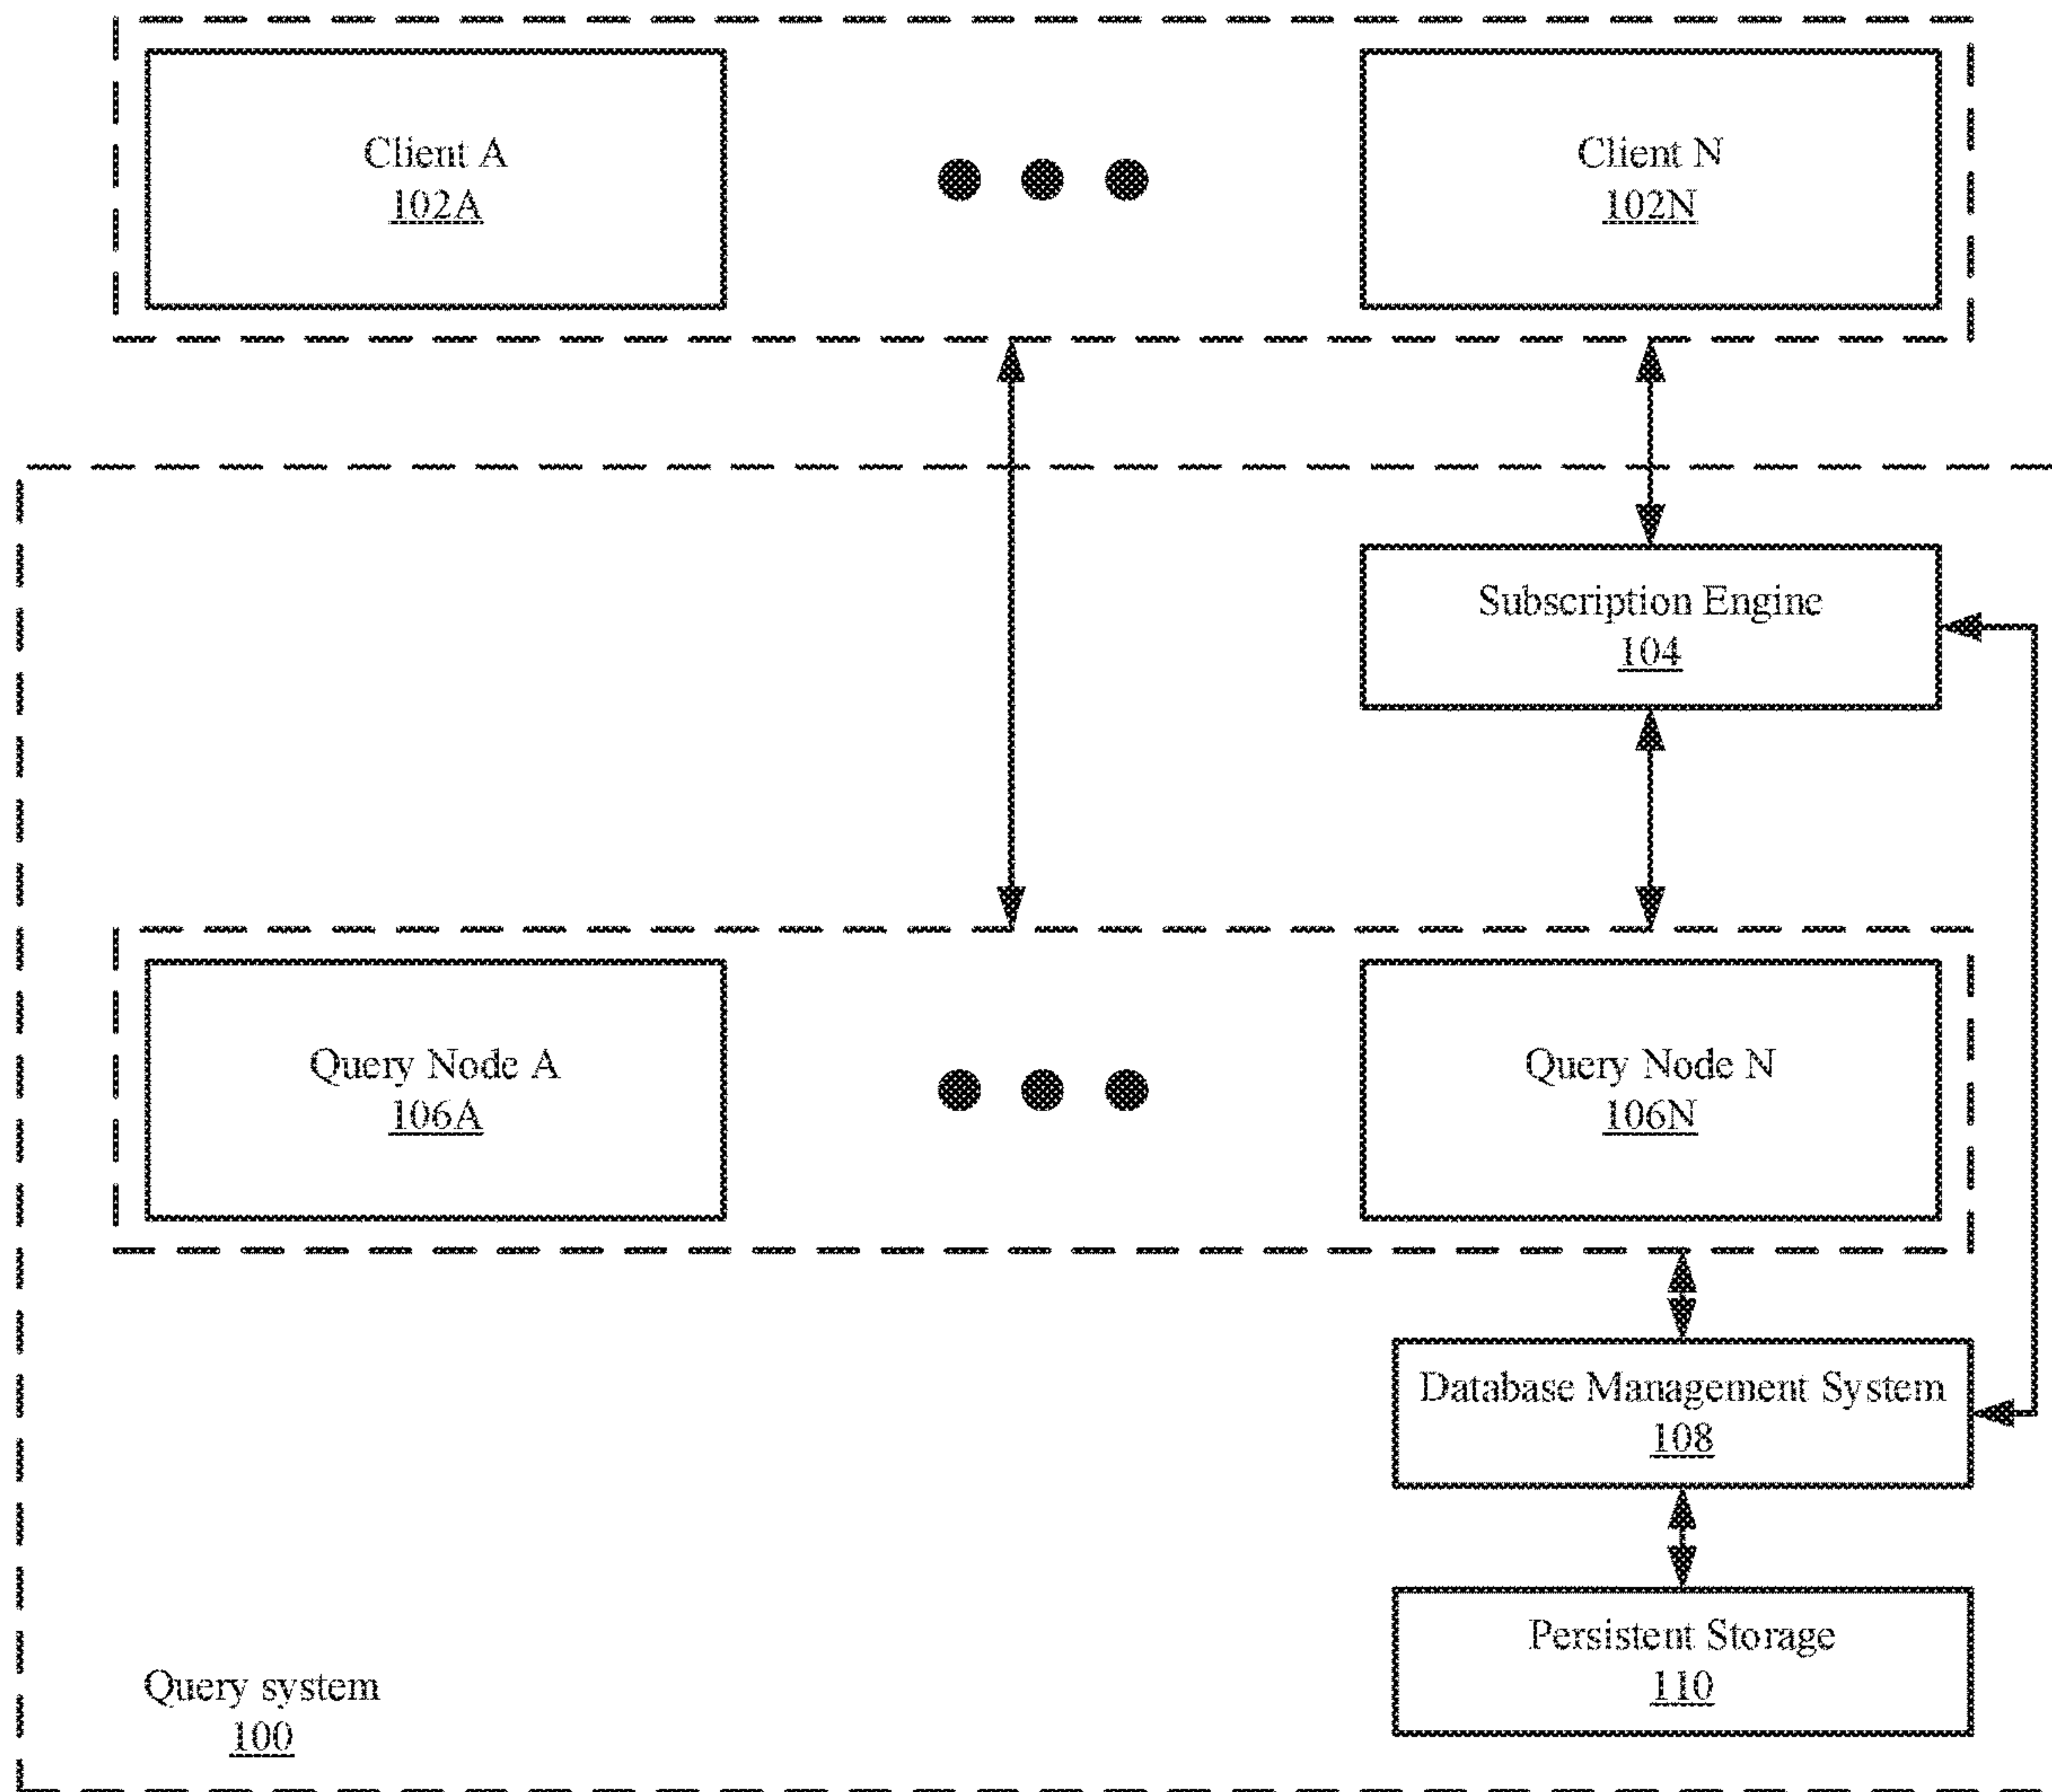 Client A
102A
Client N
102N
Subscription Engine
104
Query Node A
106A
Query Node N
106N
Database Management System
108
Persistent Storage
110
Query system
100